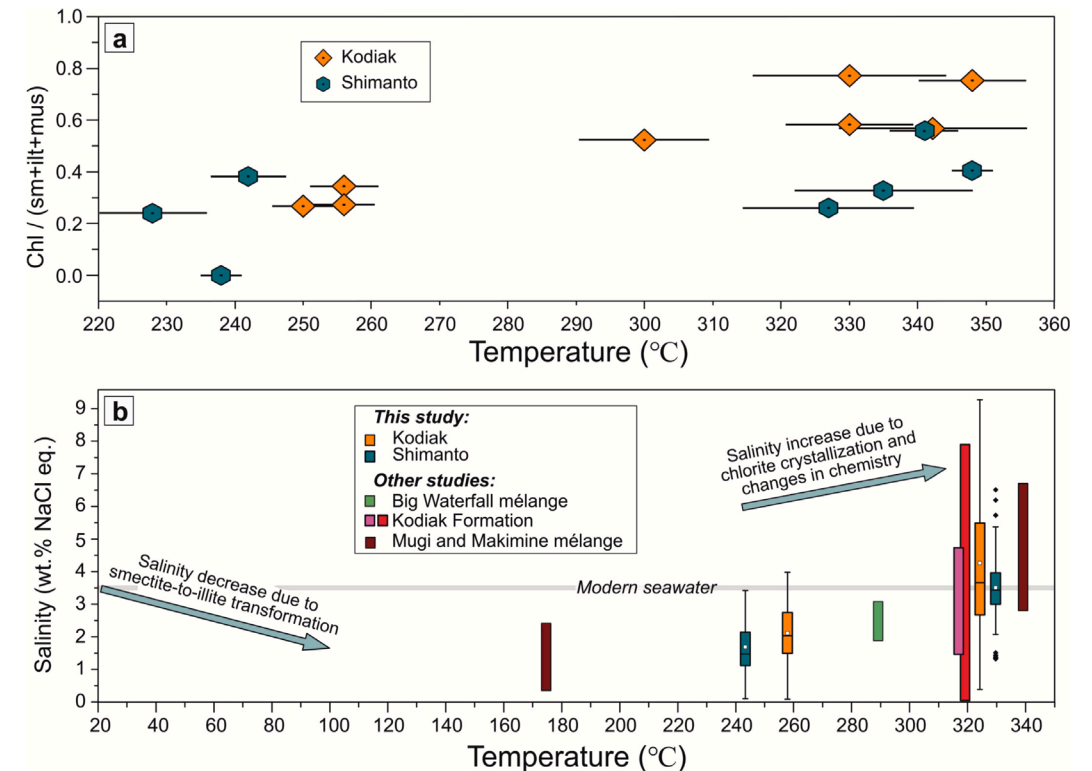 a
Kodiak
Shimanto
Chl / (sm+ilt+mus)
1.0
0.8
0.6
0.4
0.2
0.0
220 230 240 250 260 270 280 290 300 310 320 330 340 350 360
Temperature (℃)
b
This study:
Kodiak
Shimanto
Other studies:
Big Waterfall mélange
Kodiak Formation
Mugi and Makimine mélange
Salinity increase due to
chlorite crystallization and
changes in chemistry
Salinity decrease due to
smectite-to-illite transformation
Modern seawater
Salinity (wt.% NaCl eq.)
9
8
7
6
5
4
3
2
1
0
20 40 60 80 100 120 140 160 180 200 220 240 260 280 300 320 340
Temperature (℃)